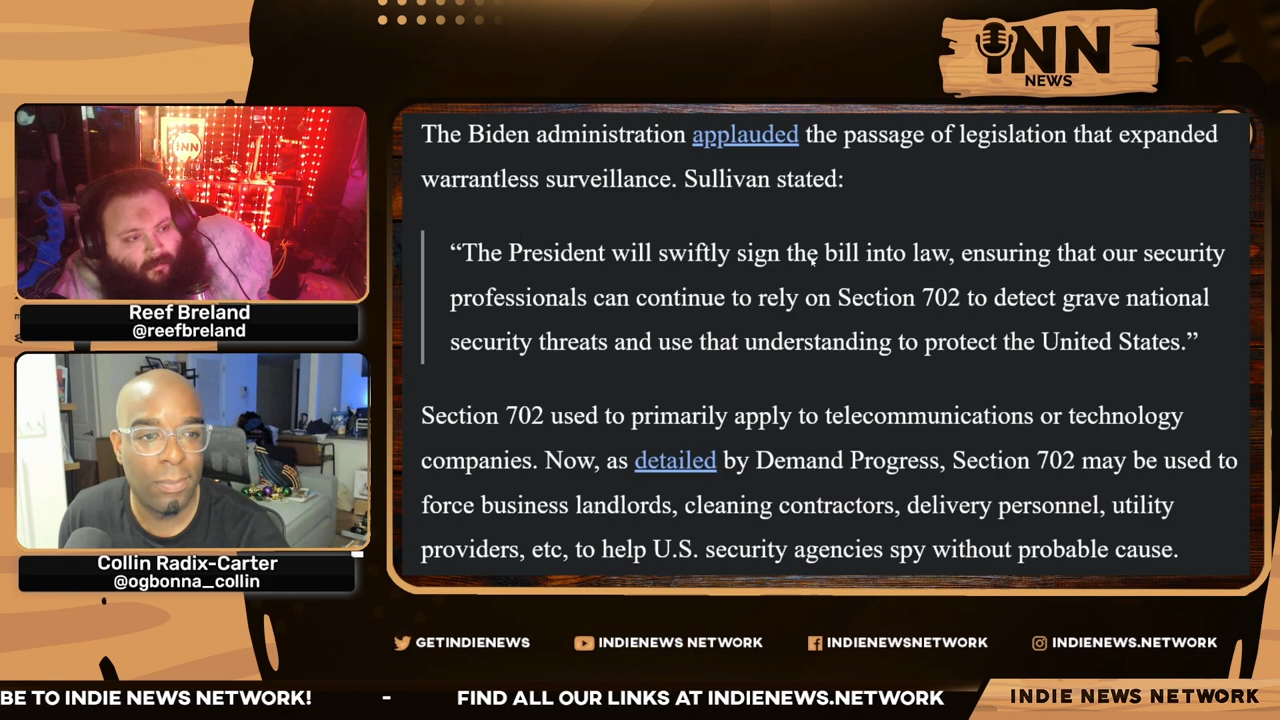 INN
NEWS
INN
The Biden administration applauded the passage of legislation that expanded
warrantless surveillance. Sullivan stated:
“The President will swiftly sign the bill into law, ensuring that our security
professionals can continue to rely on Section 702 to detect grave national
security threats and use that understanding to protect the United States.”
Section 702 used to primarily apply to telecommunications or technology
companies. Now, as detailed by Demand Progress, Section 702 may be used to
force business landlords, cleaning contractors, delivery personnel, utility
providers, etc, to help U.S. security agencies spy without probable cause.
Reef Breland
@reefbreland
Collin Radix-Carter
@ogbonna_collin
GETINDIENEWS
INDIENEWS NETWORK
INDIENEWSNETWORK
INDIENEWS.NETWORK
BE TO INDIE NEWS NETWORK! - FIND ALL OUR LINKS AT INDIENEWS.NETWORK
INDIE NEWS NETWORK